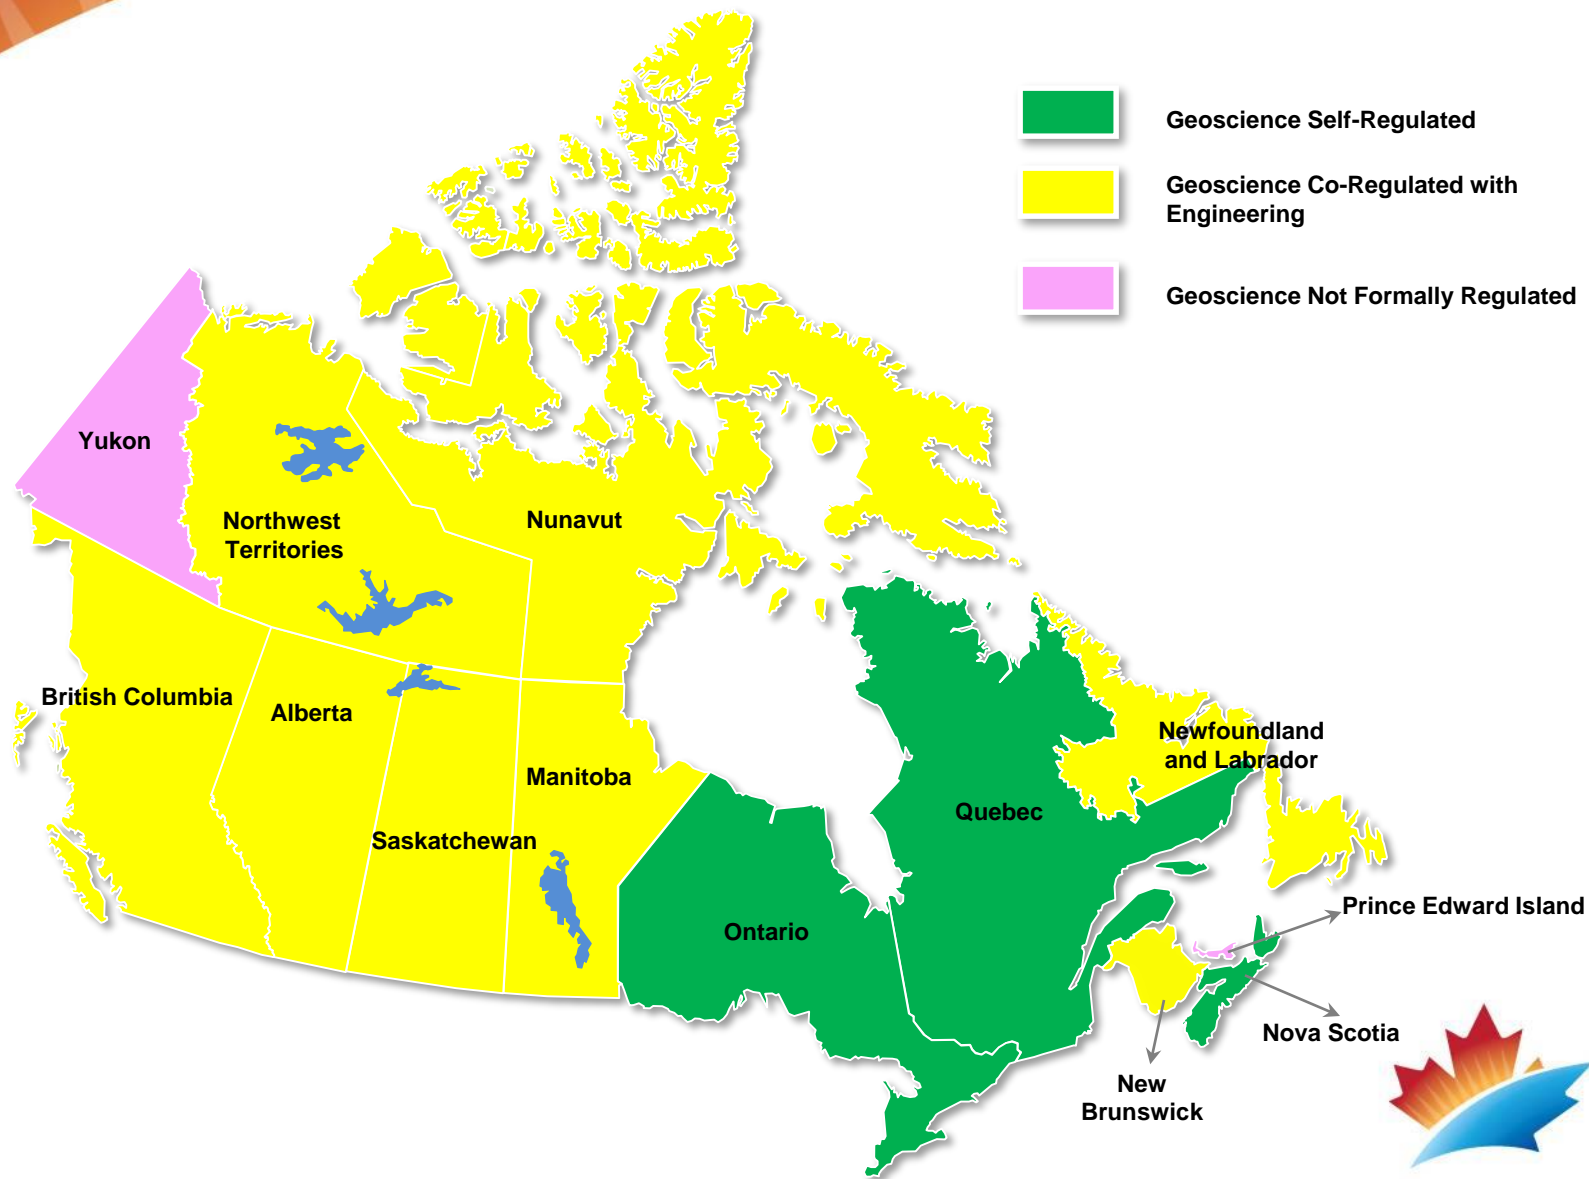 Geoscience Self-Regulated
Geoscience Co-Regulated with
Engineering
Geoscience Not Formally Regulated
Yukon
Northwest
Territories
Nunavut
British Columbia
Alberta
Newfoundland
and Labrador
Manitoba
Quebec
Saskatchewan
Prince Edward Island
Ontario
Nova Scotia
New
Brunswick